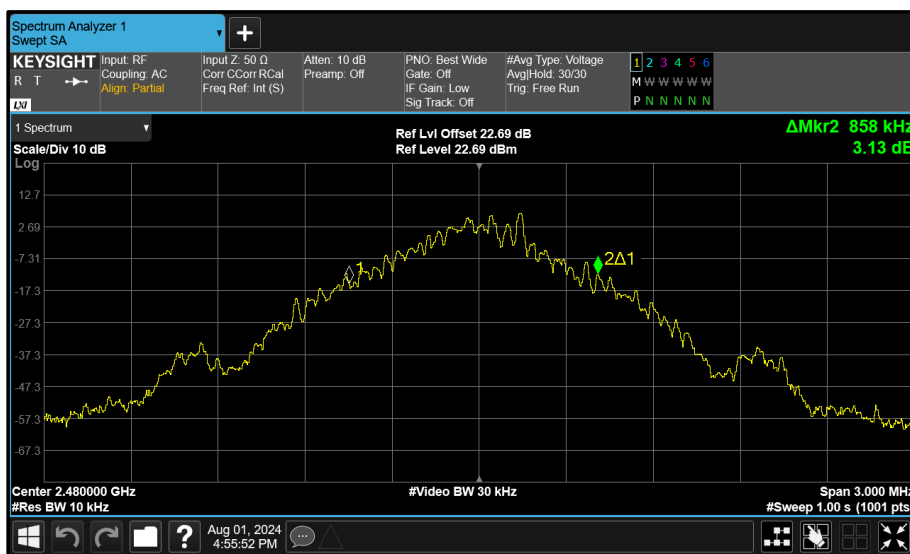 Spectrum Analyzer 1
Swept SA
KEYSIGHT
R T
LXI
Input: RF
Coupling: AC
Align: Partial
Input Z: 50 Ω
Corr CCorr RCal
Freq Ref: Int (S)
Atten: 10 dB
Preamp: Off
PNO: Best Wide
Gate: Off
IF Gain: Low
Sig Track: Off
#Avg Type: Voltage
Avg|Hold: 30/30
Trig: Free Run
1 2 3 4 5 6
M W W W W W
P N N N N N
1 Spectrum
Scale/Div 10 dB
Log
Ref Lvl Offset 22.69 dB
Ref Level 22.69 dBm
ΔMkr2 858 kHz
3.13 dB
12.7
2.69
-7.31
-17.3
-27.3
-37.3
-47.3
-57.3
-67.3
1
2Δ1
Center 2.480000 GHz
#Res BW 10 kHz
#Video BW 30 kHz
Span 3.000 MHz
#Sweep 1.00 s (1001 pts
?
Aug 01, 2024
4:55:52 PM